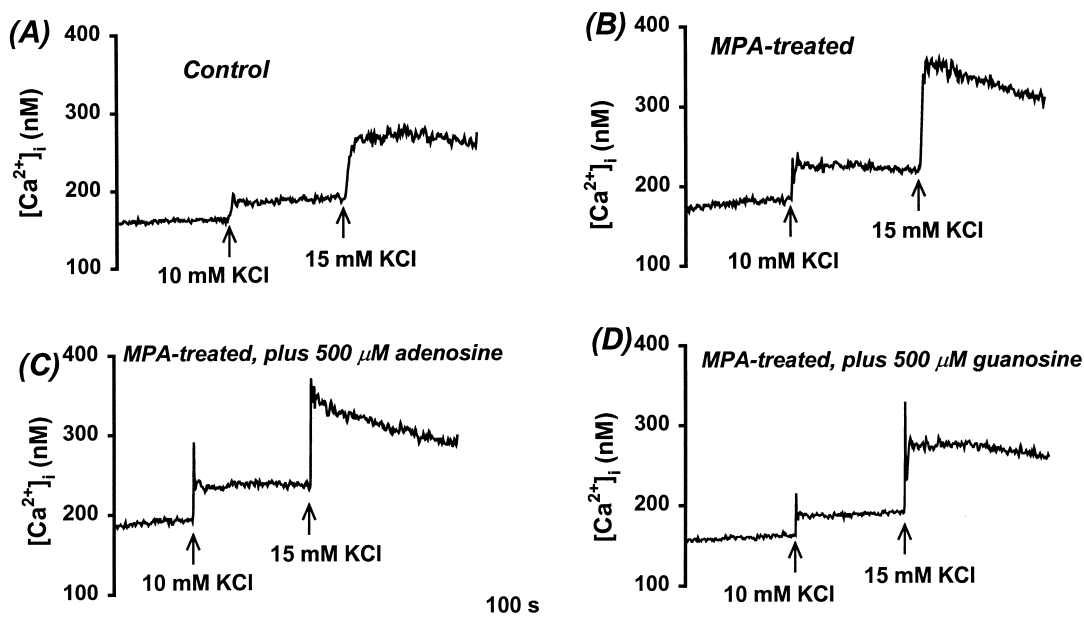 (A)
400
300
200
100
[Ca2+]i (nM)
Control
10 mM KCl
15 mM KCl
(B)
400
300
200
100
[Ca2+]i (nM)
MPA-treated
10 mM KCl
15 mM KCl
(C)
400
300
200
100
[Ca2+]i (nM)
MPA-treated, plus 500 μM adenosine
10 mM KCl
15 mM KCl
100 s
(D)
400
300
200
100
[Ca2+]i (nM)
MPA-treated, plus 500 μM guanosine
10 mM KCl
15 mM KCl